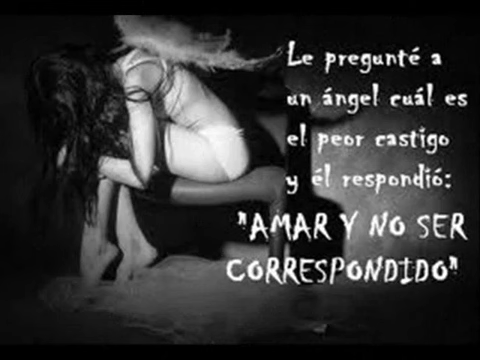 Le pregunté a
un ángel cuál es
el peor castigo
y él respondió:
"AMAR Y NO SER
CORRESPONDIDO"